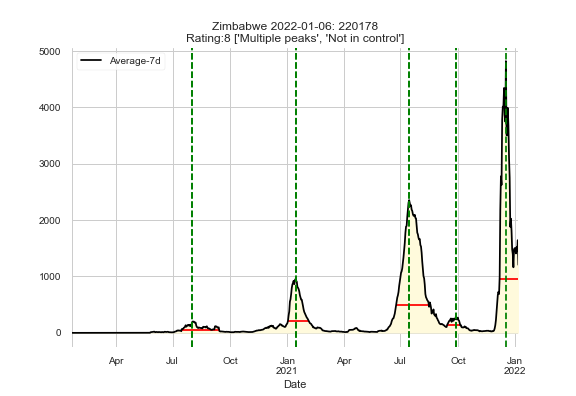 Zimbabwe 2022-01-06: 220178
Rating:8 ['Multiple peaks', 'Not in control']
Average-7d
5000
4000
3000
2000
1000
0
Apr
Jul
Oct
Jan
2021
Apr
Jul
Oct
Jan
2022
Date